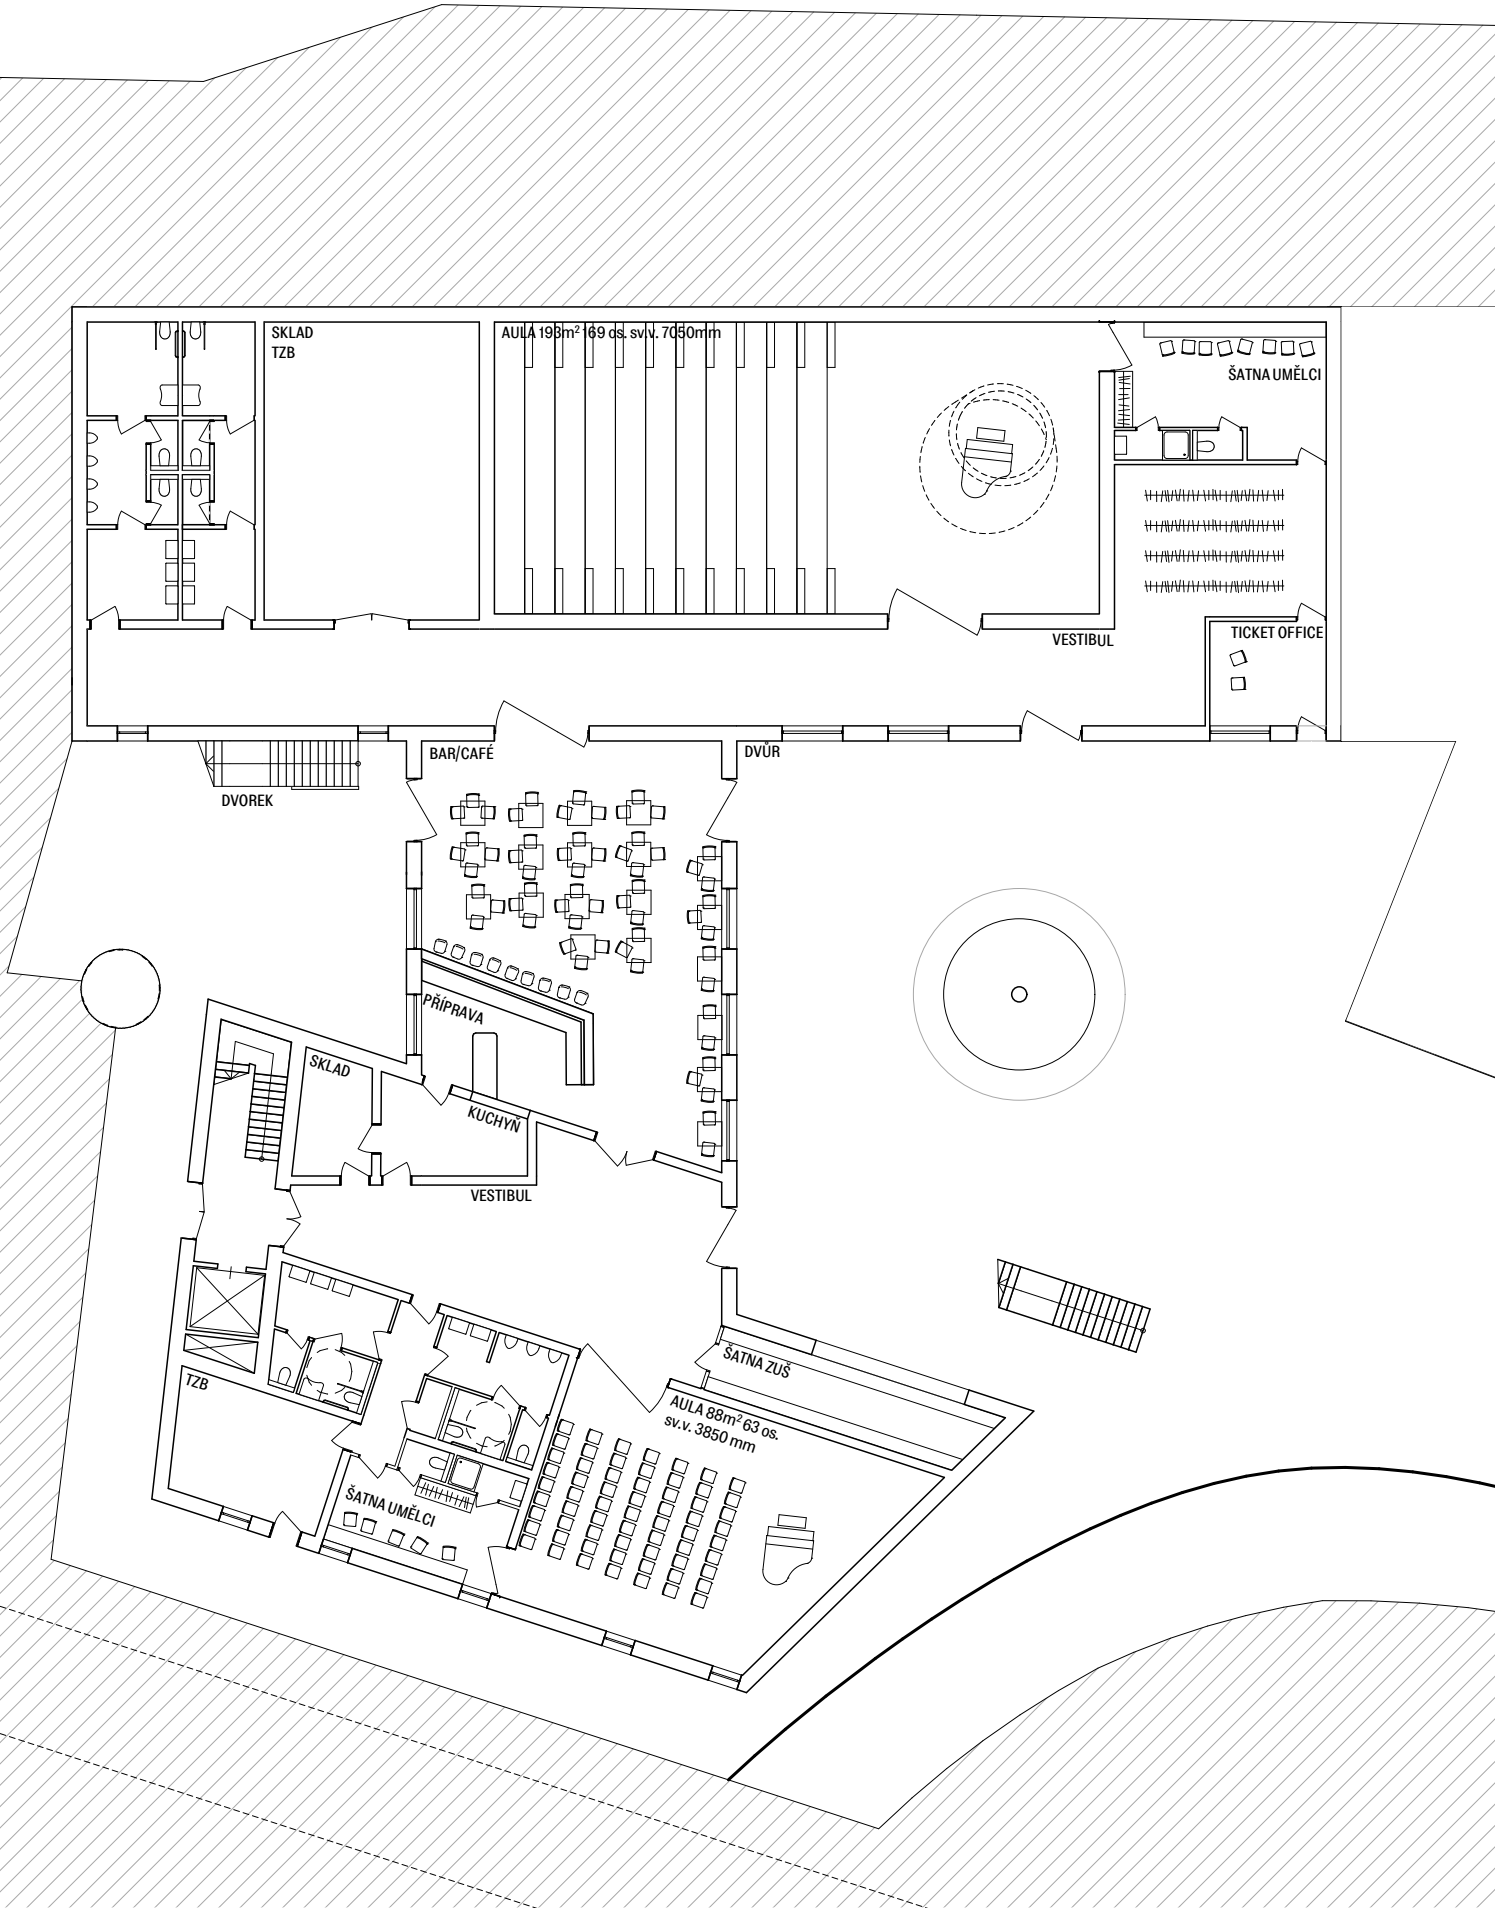 SKLAD
TZB
AULA 193m² 169 os. sv.v. 7050mm
ŠATNA UMĚLCI
VESTIBUL
TICKET OFFICE
BAR/CAFÉ
DVŮR
DVOREK
PŘÍPRAVA
SKLAD
KUCHYŇ
VESTIBUL
ŠATNA ZUŠ
TZB
AULA 88m² 63 os.
sv.v. 3850 mm
ŠATNA UMĚLCI